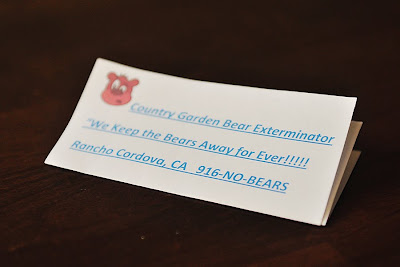 Country Garden Bear Exterminator
"We Keep the Bears Away for Ever!!!!!
Rancho Cordova, CA 916-NO-BEARS